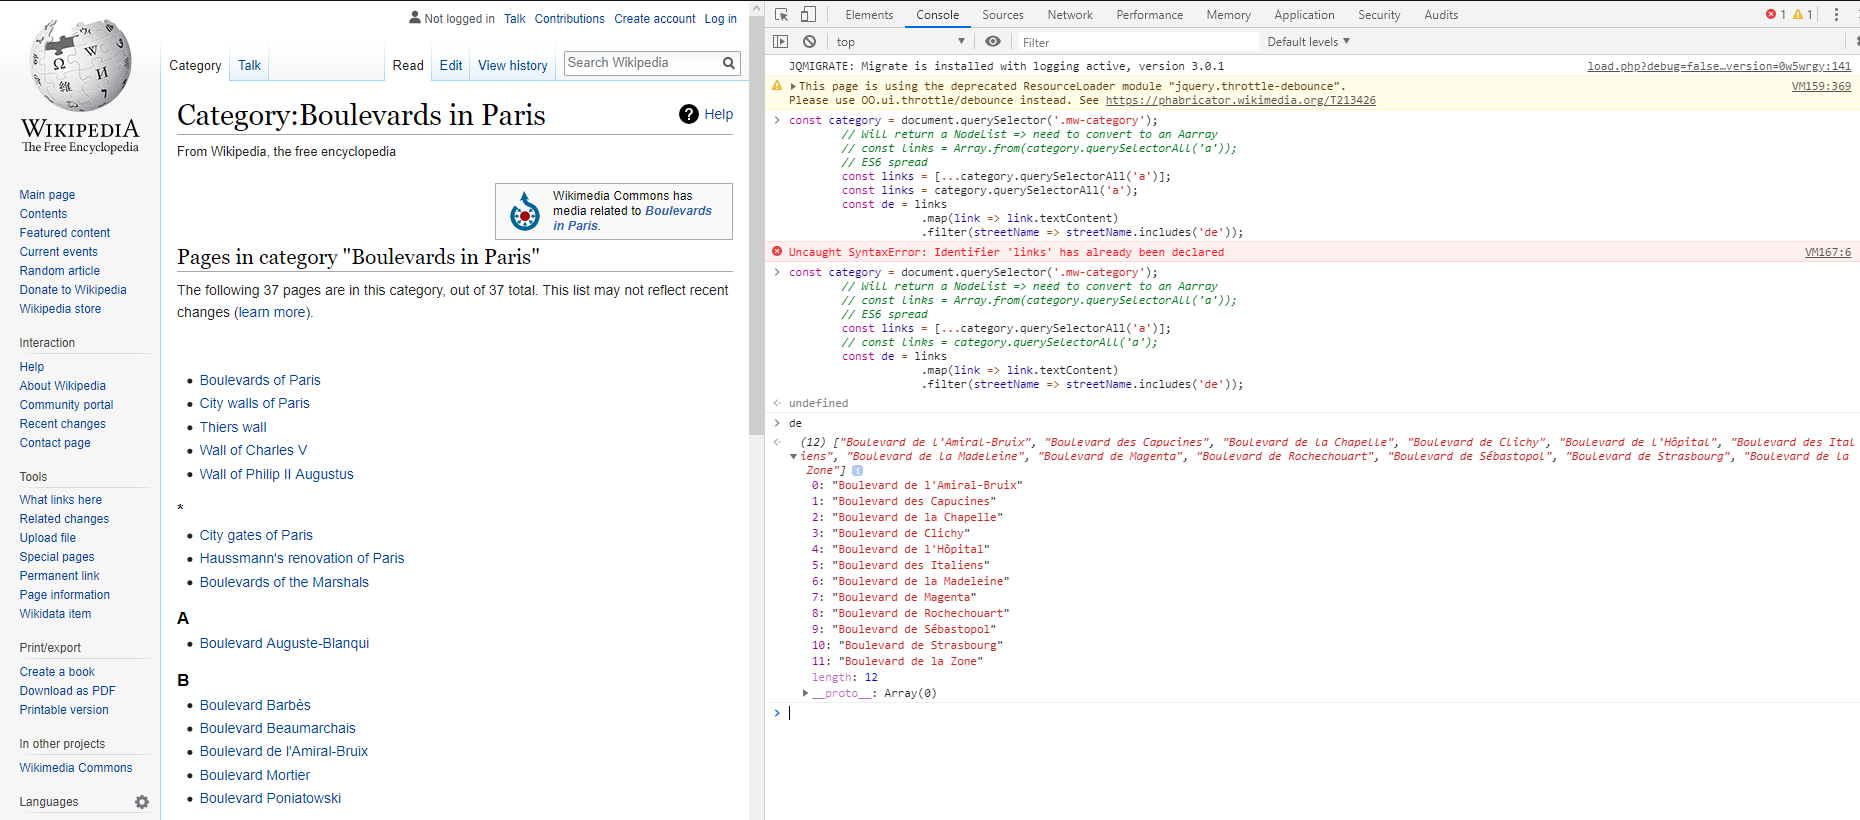 Not logged in Talk Contributions Create account Log in
Category Talk Read Edit View history Search Wikipedia
WIKIPEDIA
The Free Encyclopedia
Main page
Contents
Featured content
Current events
Random article
Donate to Wikipedia
Wikipedia store
Interaction
Help
About Wikipedia
Community portal
Recent changes
Contact page
Tools
What links here
Related changes
Upload file
Special pages
Permanent link
Page information
Wikidata item
Print/export
Create a book
Download as PDF
Printable version
In other projects
Wikimedia Commons
Languages
Category:Boulevards in Paris
? Help
From Wikipedia, the free encyclopedia
Wikimedia Commons has
media related to Boulevards
in Paris.
Pages in category "Boulevards in Paris"
The following 37 pages are in this category, out of 37 total. This list may not reflect recent
changes (learn more).
• Boulevards of Paris
• City walls of Paris
• Thiers wall
• Wall of Charles V
• Wall of Philip II Augustus
*
• City gates of Paris
• Haussmann's renovation of Paris
• Boulevards of the Marshals
A
• Boulevard Auguste-Blanqui
B
• Boulevard Barbès
• Boulevard Beaumarchais
• Boulevard de l'Amiral-Bruix
• Boulevard Mortier
• Boulevard Poniatowski
Elements Console Sources Network Performance Memory Application Security Audits 1 1
top Filter Default levels
JQMIGRATE: Migrate is installed with logging active, version 3.0.1 load.php?debug=false…version=0w5wrgy:141
This page is using the deprecated ResourceLoader module "jquery.throttle-debounce". VM159:369
Please use OO.ui.throttle/debounce instead. See https://phabricator.wikimedia.org/T213426
> const category = document.querySelector('.mw-category');
// Will return a NodeList => need to convert to an Aarray
// const links = Array.from(category.querySelectorAll('a'));
// ES6 spread
const links = [...category.querySelectorAll('a')];
const links = category.querySelectorAll('a');
const de = links
.map(link => link.textContent)
.filter(streetName => streetName.includes('de'));
Uncaught SyntaxError: Identifier 'links' has already been declared VM167:6
> const category = document.querySelector('.mw-category');
// Will return a NodeList => need to convert to an Aarray
// const links = Array.from(category.querySelectorAll('a'));
// ES6 spread
const links = [...category.querySelectorAll('a')];
// const links = category.querySelectorAll('a');
const de = links
.map(link => link.textContent)
.filter(streetName => streetName.includes('de'));
undefined
> de
(12) ["Boulevard de l'Amiral-Bruix", "Boulevard des Capucines", "Boulevard de la Chapelle", "Boulevard de Clichy", "Boulevard de l'Hôpital", "Boulevard des Ital
iens", "Boulevard de la Madeleine", "Boulevard de Magenta", "Boulevard de Rochechouart", "Boulevard de Sébastopol", "Boulevard de Strasbourg", "Boulevard de la
Zone"] i
0: "Boulevard de l'Amiral-Bruix"
1: "Boulevard des Capucines"
2: "Boulevard de la Chapelle"
3: "Boulevard de Clichy"
4: "Boulevard de l'Hôpital"
5: "Boulevard des Italiens"
6: "Boulevard de la Madeleine"
7: "Boulevard de Magenta"
8: "Boulevard de Rochechouart"
9: "Boulevard de Sébastopol"
10: "Boulevard de Strasbourg"
11: "Boulevard de la Zone"
length: 12
__proto__: Array(0)
>